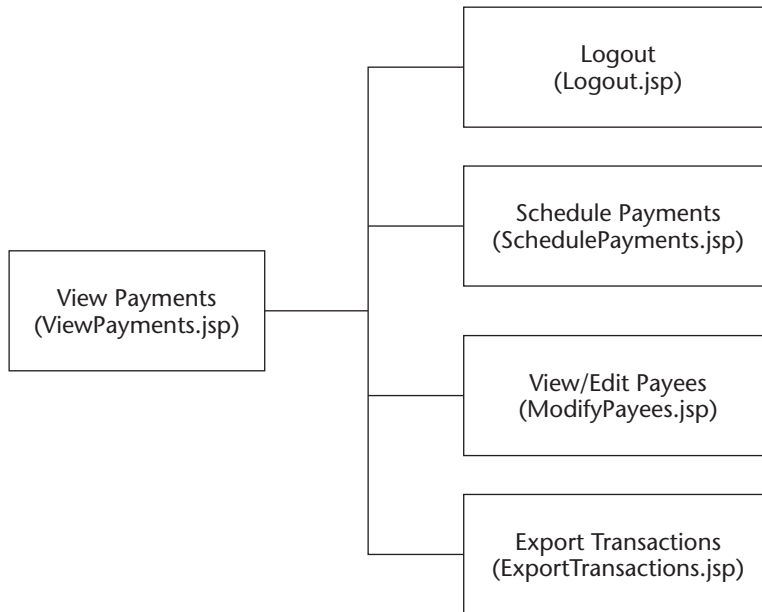 Logout
(Logout.jsp)
Schedule Payments
(SchedulePayments.jsp)
View Payments
(ViewPayments.jsp)
View/Edit Payees
(ModifyPayees.jsp)
Export Transactions
(ExportTransactions.jsp)